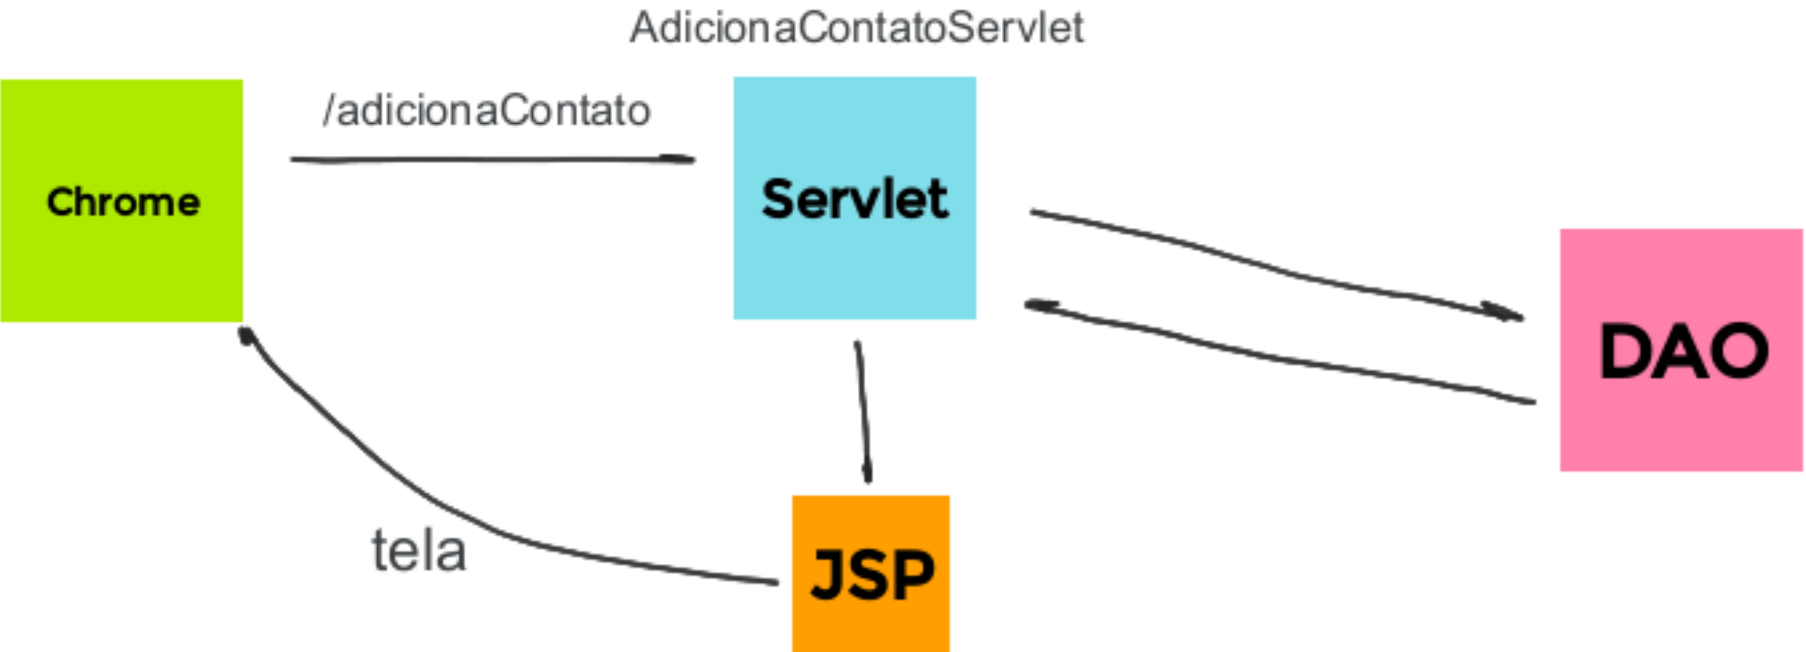 AdicionaContatoServlet
/adicionaContato
Chrome
Servlet
DAO
tela
JSP